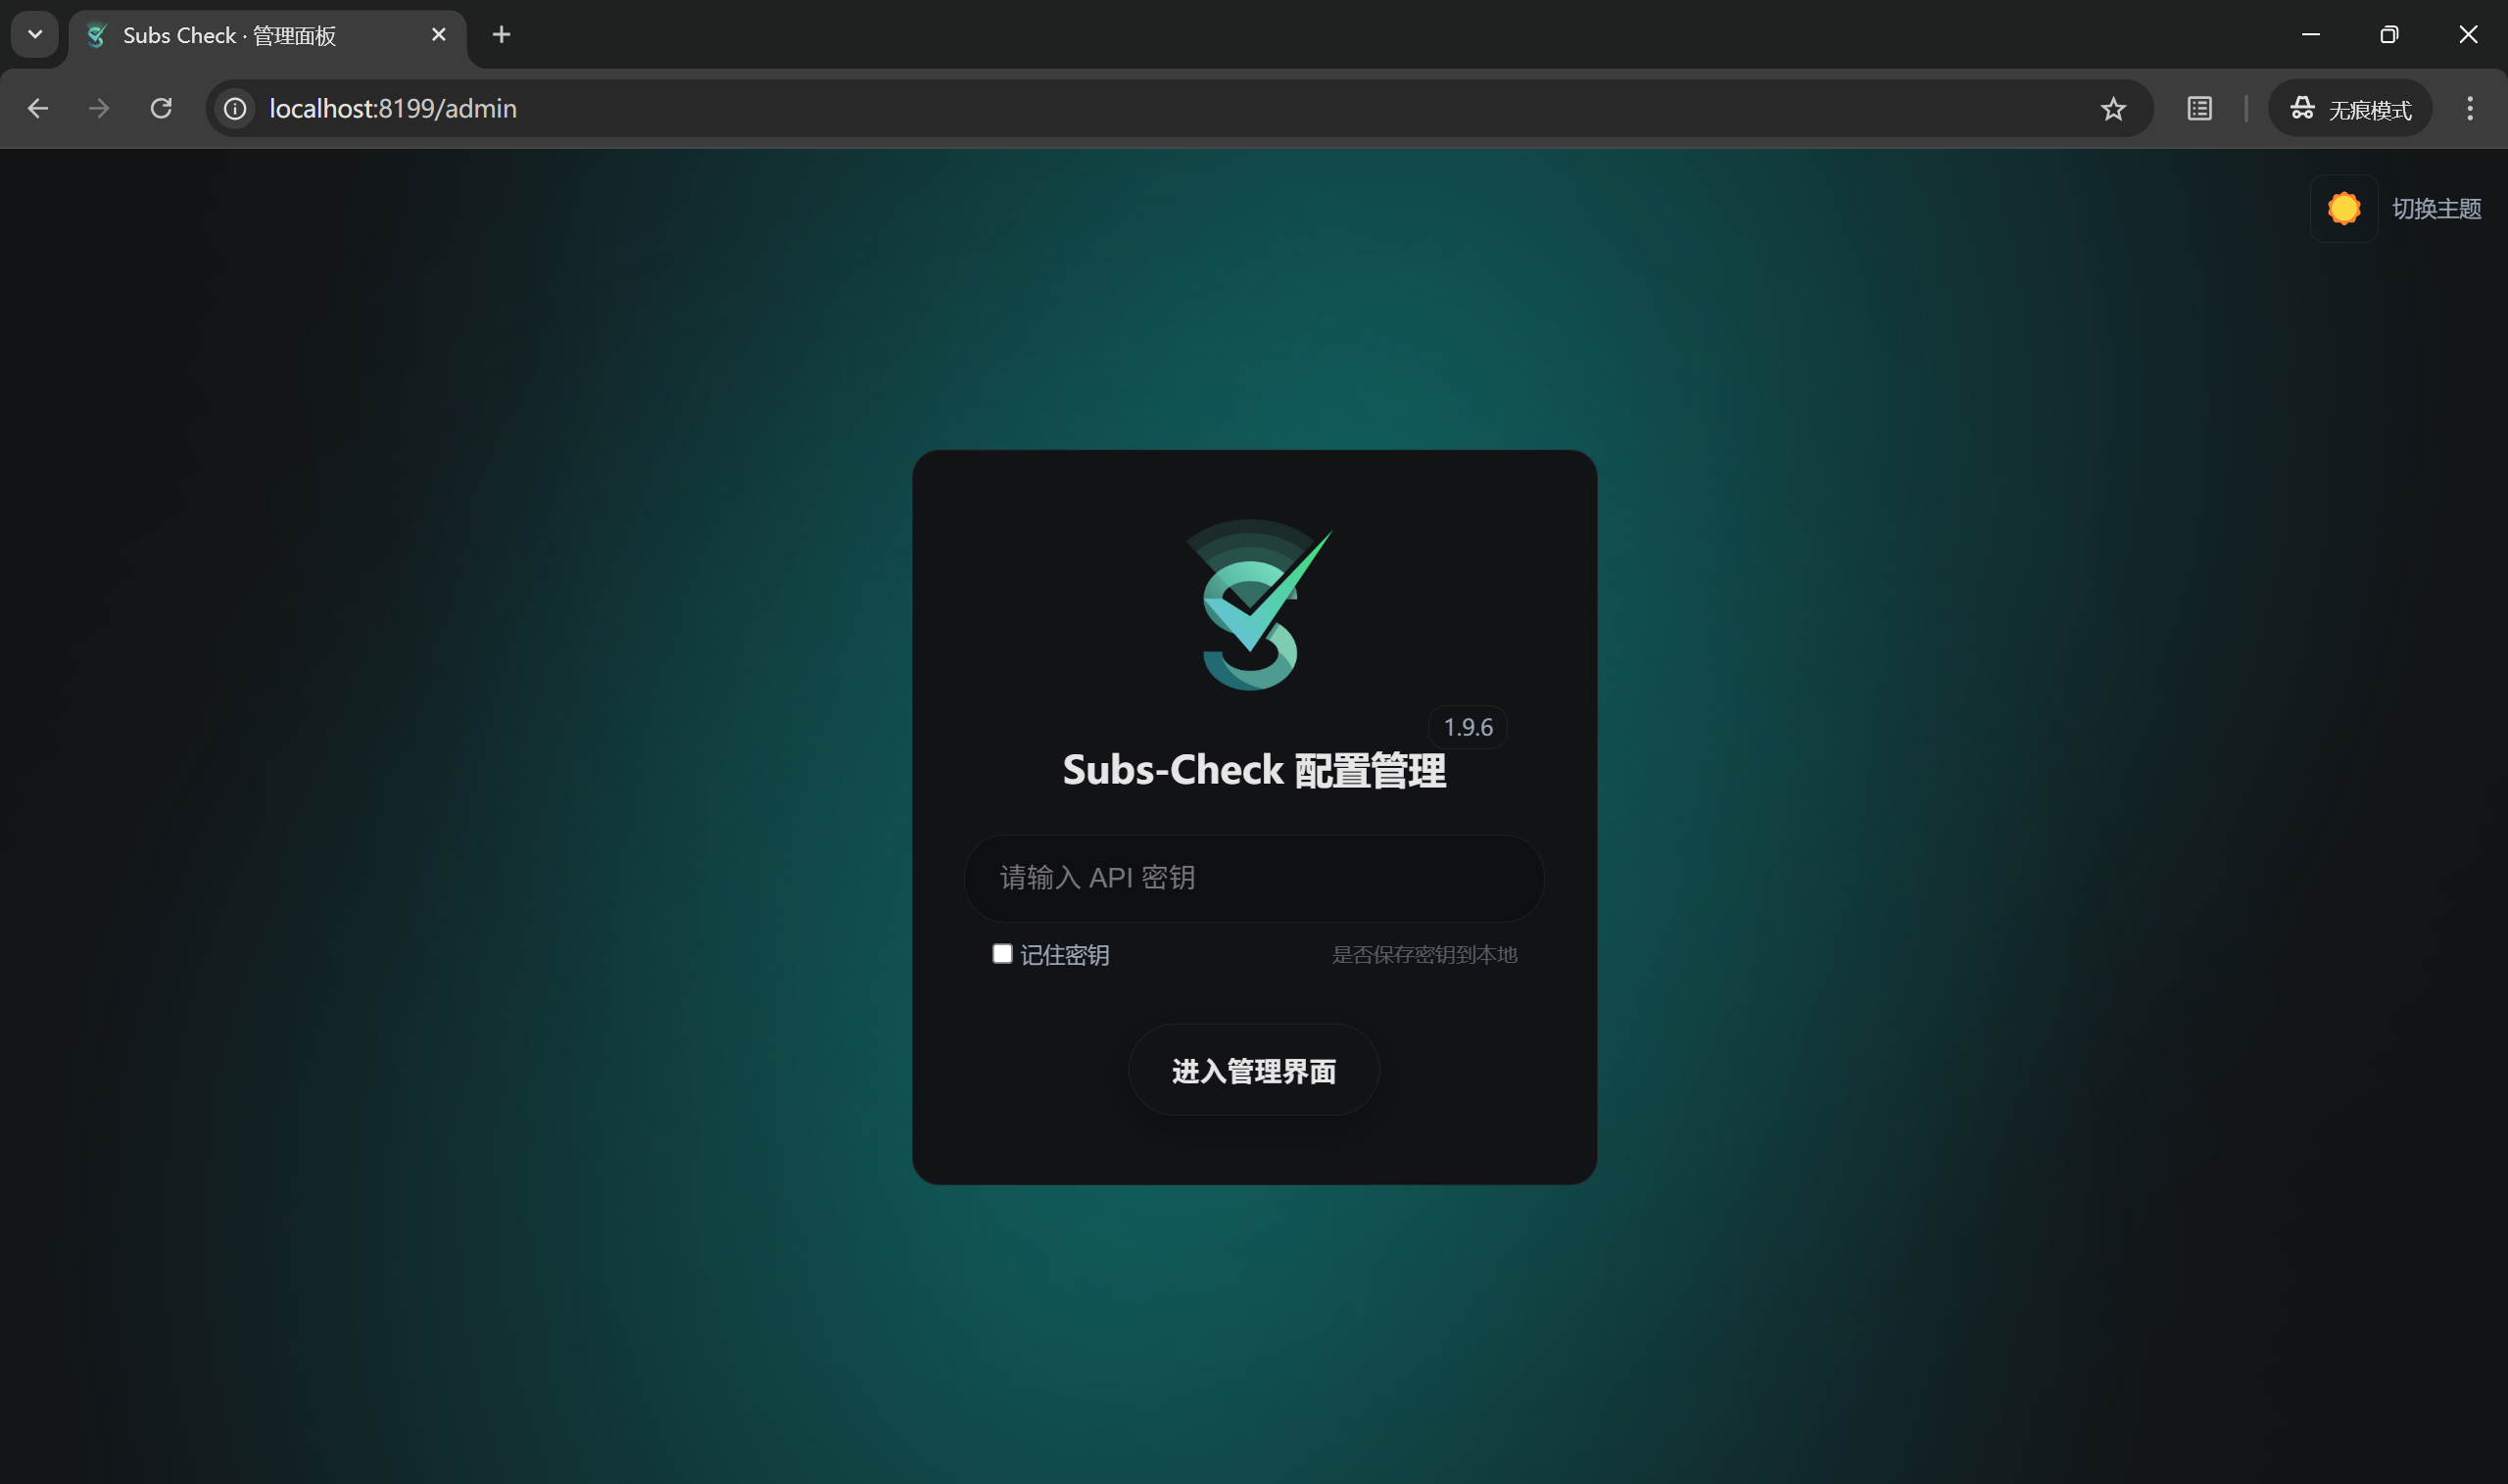 Subs Check · 管理面板
localhost:8199/admin
无痕模式
切换主题
1.9.6
Subs-Check 配置管理
请输入 API 密钥
记住密钥
是否保存密钥到本地
进入管理界面